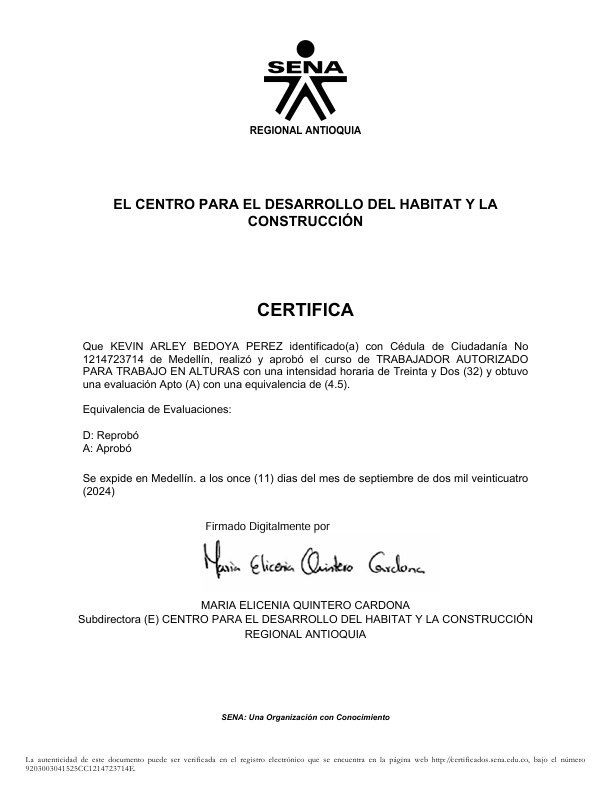 SENA
REGIONAL ANTIOQUIA
EL CENTRO PARA EL DESARROLLO DEL HABITAT Y LA
CONSTRUCCIÓN
CERTIFICA
Que KEVIN ARLEY BEDOYA PEREZ identificado(a) con Cédula de Ciudadanía No
1214723714 de Medellín, realizó y aprobó el curso de TRABAJADOR AUTORIZADO
PARA TRABAJO EN ALTURAS con una intensidad horaria de Treinta y Dos (32) y obtuvo
una evaluación Apto (A) con una equivalencia de (4.5).
Equivalencia de Evaluaciones:
D: Reprobó
A: Aprobó
Se expide en Medellín. a los once (11) dias del mes de septiembre de dos mil veinticuatro
(2024)
Firmado Digitalmente por
Maria Elicenia Quintero Cardona
MARIA ELICENIA QUINTERO CARDONA
Subdirectora (E) CENTRO PARA EL DESARROLLO DEL HABITAT Y LA CONSTRUCCIÓN
REGIONAL ANTIOQUIA
SENA: Una Organización con Conocimiento
La autenticidad de este documento puede ser verificada en el registro electrónico que se encuentra en la página web http://certificados.sena.edu.co, bajo el número
9203003041525CC1214723714E.